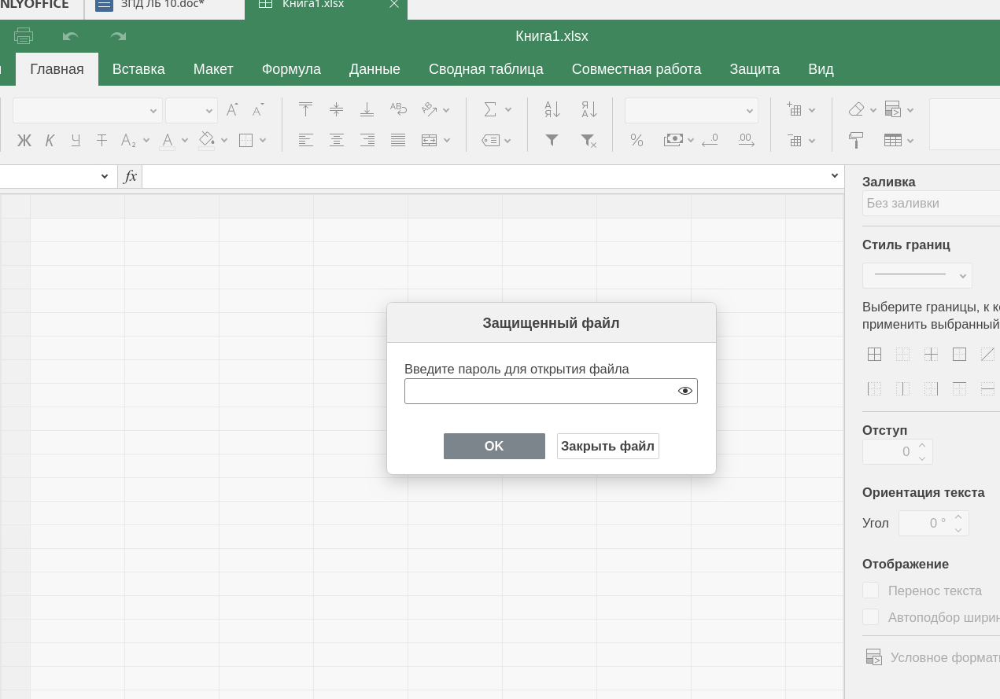 NLYOFFICE ЗПД ЛБ 10.doc* Книга1.xlsx
Книга1.xlsx
Главная Вставка Макет Формула Данные Сводная таблица Совместная работа Защита Вид
fx
Заливка
Без заливки
Стиль границ
Выберите границы, к к
применить выбранный
Защищенный файл
Введите пароль для открытия файла
OK Закрыть файл
Отступ
0
Ориентация текста
Угол 0 °
Отображение
Перенос текста
Автоподбор ширин
Условное формат